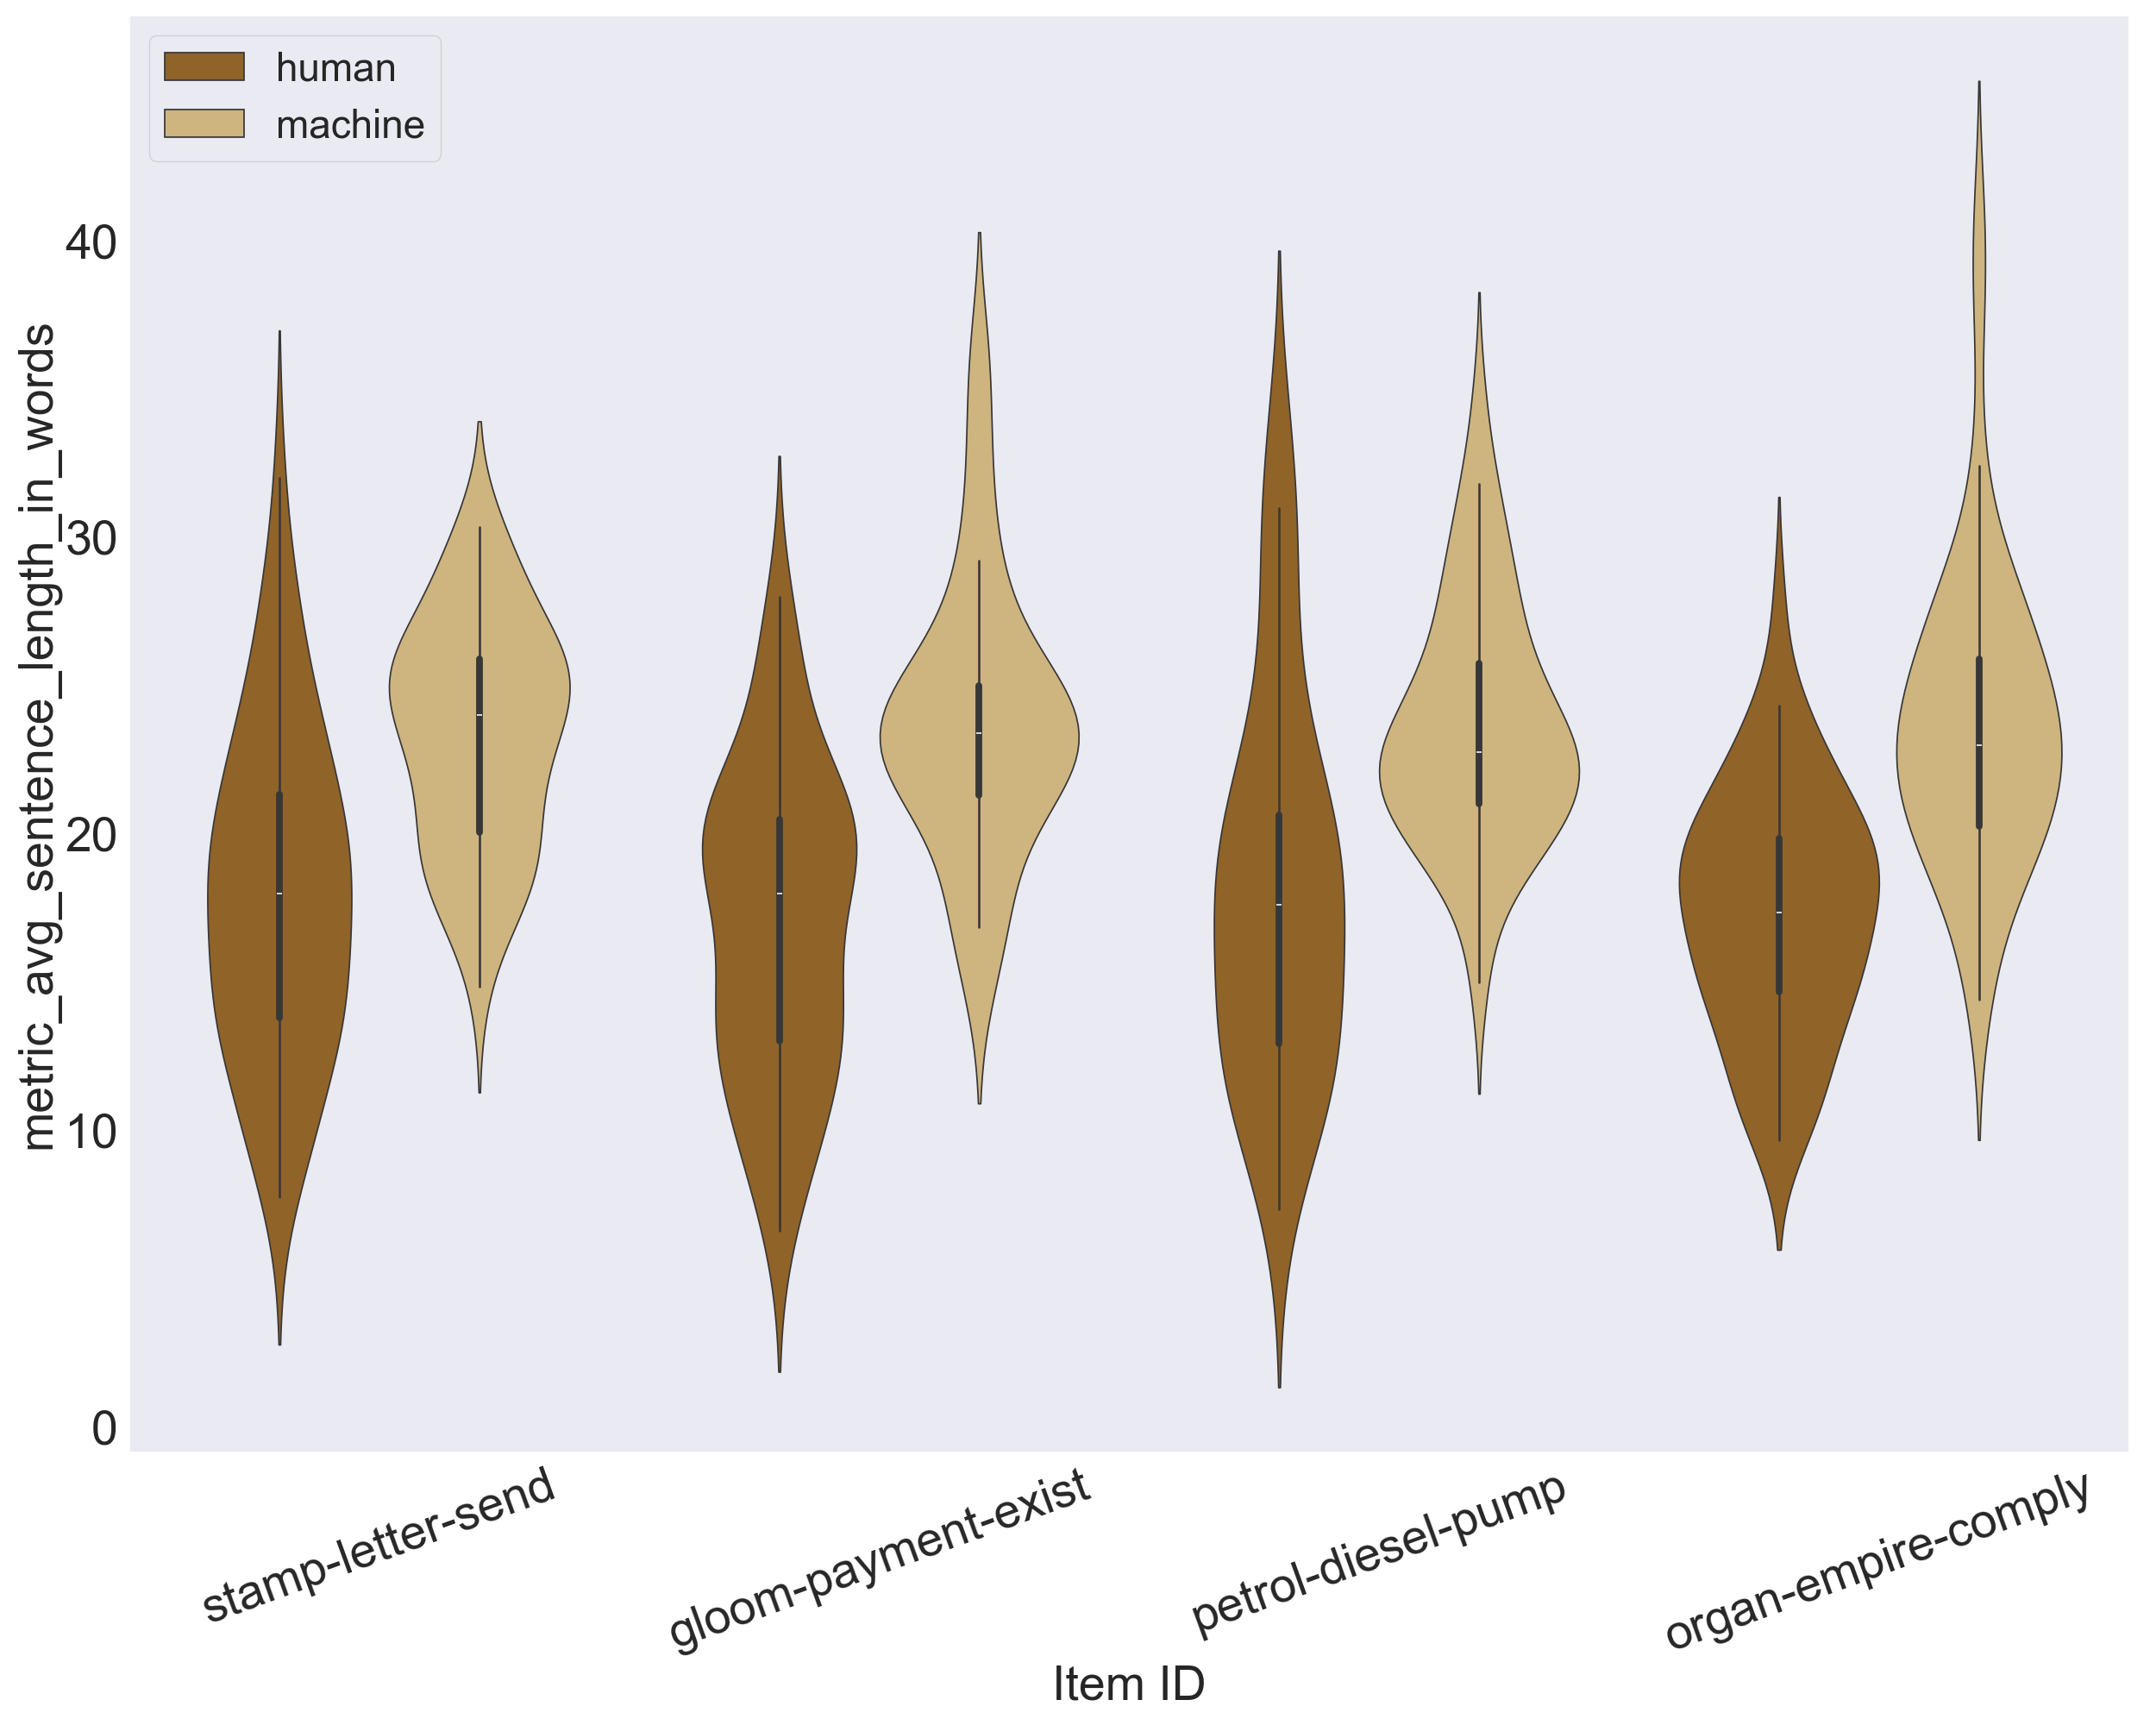 human
machine
metric_avg_sentence_length_in_words
40
30
20
10
0
stamp-letter-send
gloom-payment-exist
petrol-diesel-pump
organ-empire-comply
Item ID